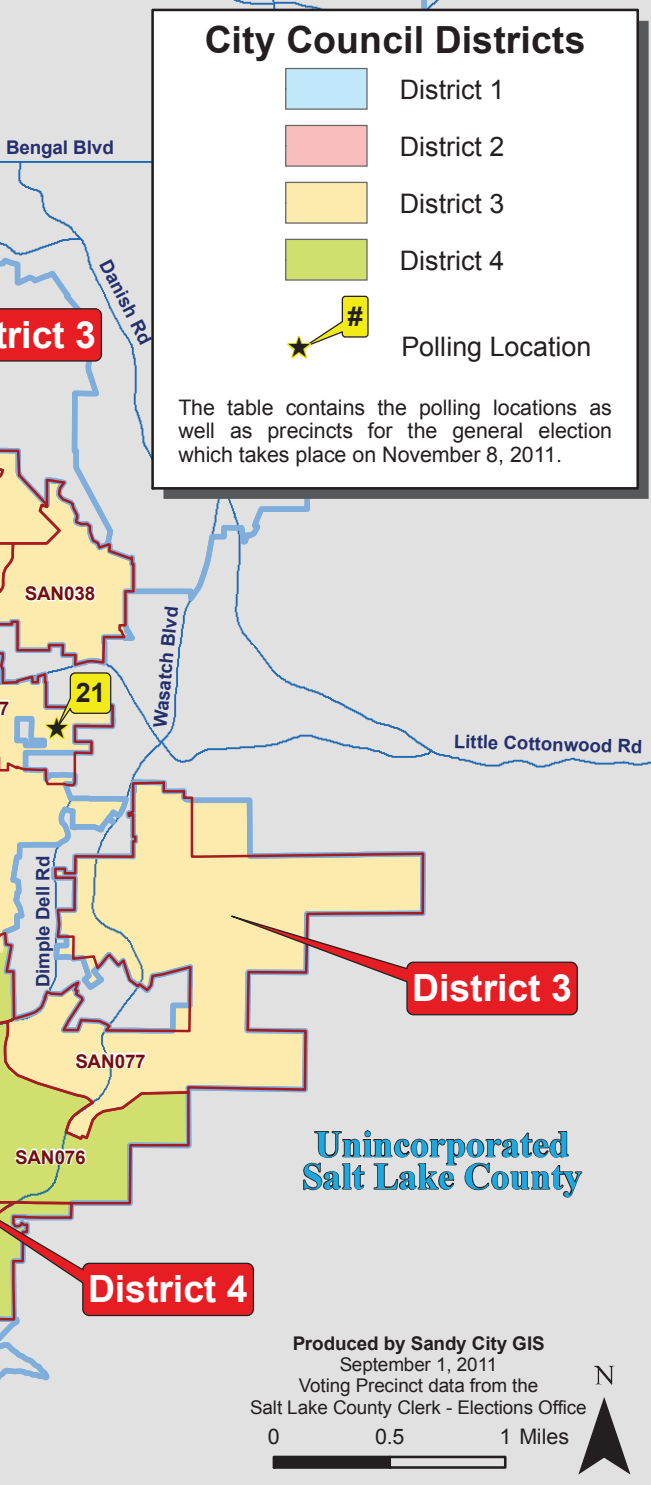 City Council Districts
District 1
District 2
District 3
District 4
#
Polling Location
The table contains the polling locations as
well as precincts for the general election
which takes place on November 8, 2011.
Bengal Blvd
Danish Rd
trict 3
SAN038
Wasatch Blvd
21
7
Little Cottonwood Rd
Dimple Dell Rd
District 3
SAN077
Unincorporated
Salt Lake County
SAN076
District 4
Produced by Sandy City GIS
September 1, 2011
Voting Precinct data from the
Salt Lake County Clerk - Elections Office
N
0 0.5 1 Miles